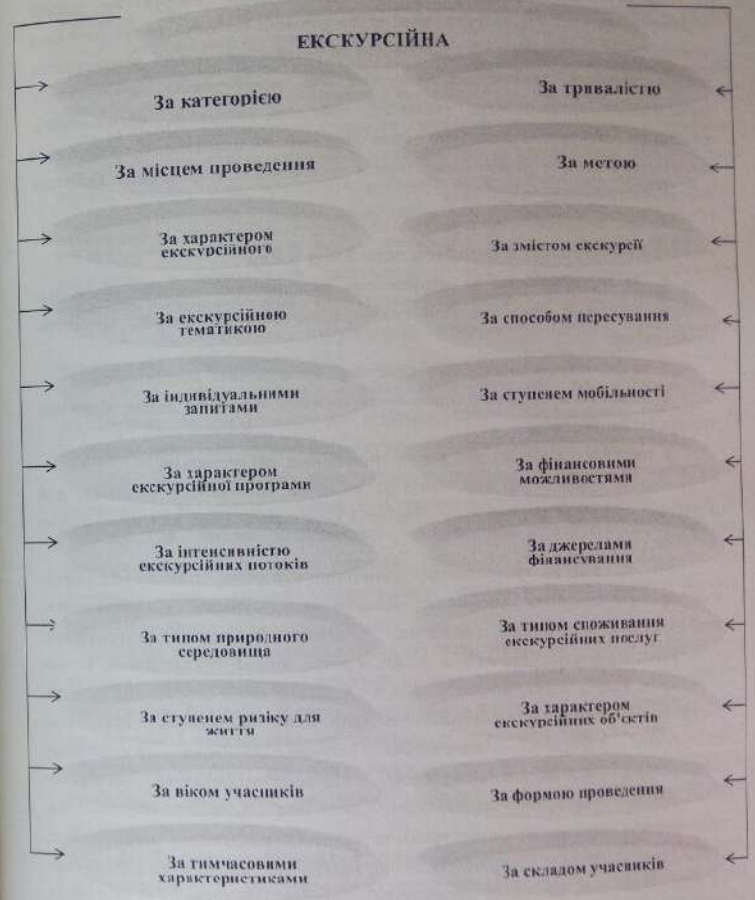 ЕКСКУРСІЙНА
За категорією
За місцем проведення
За характером
екскурсійного
За екскурсійною
тематикою
За індивідуальними
запитами
За характером
екскурсійної програми
За інтенсивністю
екскурсійних потоків
За типом природного
середовища
За ступенем ризику для
життя
За віком учасників
За тимчасовими
характеристиками
За тривалістю
За метою
За змістом екскурсії
За способом пересування
За ступенем мобільності
За фінансовими
можливостями
За джерелами
фінансування
За типом споживання
екскурсійних послуг
За характером
екскурсійних об'єктів
За формою проведення
За складом учасників